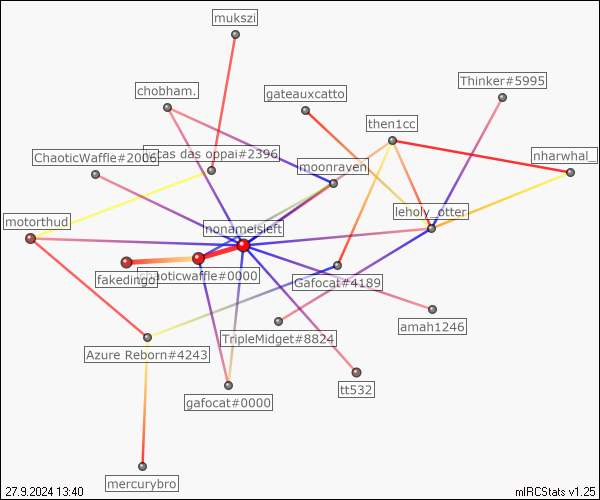 mukszi
chobham.
gateauxcatto
Thinker#5995
then1cc
ChaoticWaffle#2006
cas das oppai#2396
moonraven
nharwhal_
motorthud
nonameisleft
leholy_otter
fakedingo
chaoticwaffle#0000
Gafocat#4189
TripleMidget#8824
amah1246
Azure Reborn#4243
gafocat#0000
tt532
mercurybro
27.9.2024 13:40
mIRCStats v1.25